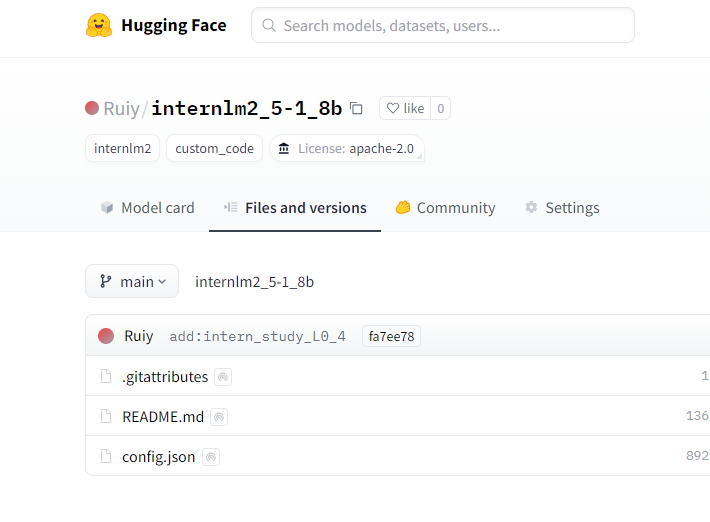 Hugging Face
Search models, datasets, users...
Ruiy/internlm2_5-1_8b like 0
internlm2 custom_code License: apache-2.0
Model card Files and versions Community Settings
main internlm2_5-1_8b
Ruiy add:intern_study_L0_4 fa7ee78
.gitattributes 1
README.md 136
config.json 892